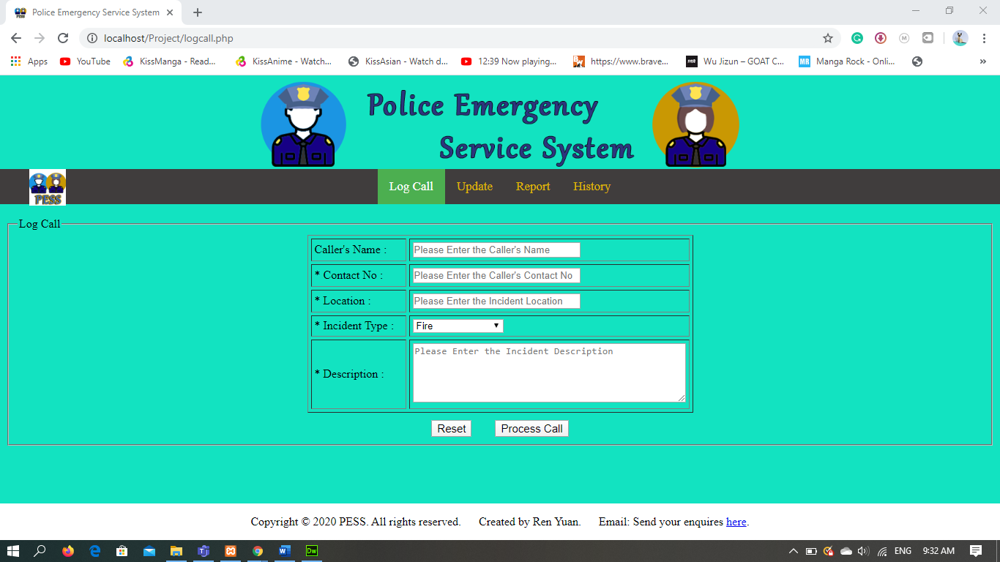 Police Emergency Service System
localhost/Project/logcall.php
Apps YouTube KissManga - Read... KissAnime - Watch... KissAsian - Watch d... 12:39 Now playing... https://www.brave... Wu Jizun – GOAT C... Manga Rock - Onli... »
Police Emergency
Service System
PESS
Log Call Update Report History
Log Call
Caller's Name : Please Enter the Caller's Name
* Contact No : Please Enter the Caller's Contact No
* Location : Please Enter the Incident Location
* Incident Type : Fire
* Description : Please Enter the Incident Description
Reset Process Call
Copyright © 2020 PESS. All rights reserved. Created by Ren Yuan. Email: Send your enquires here.
ENG 9:32 AM